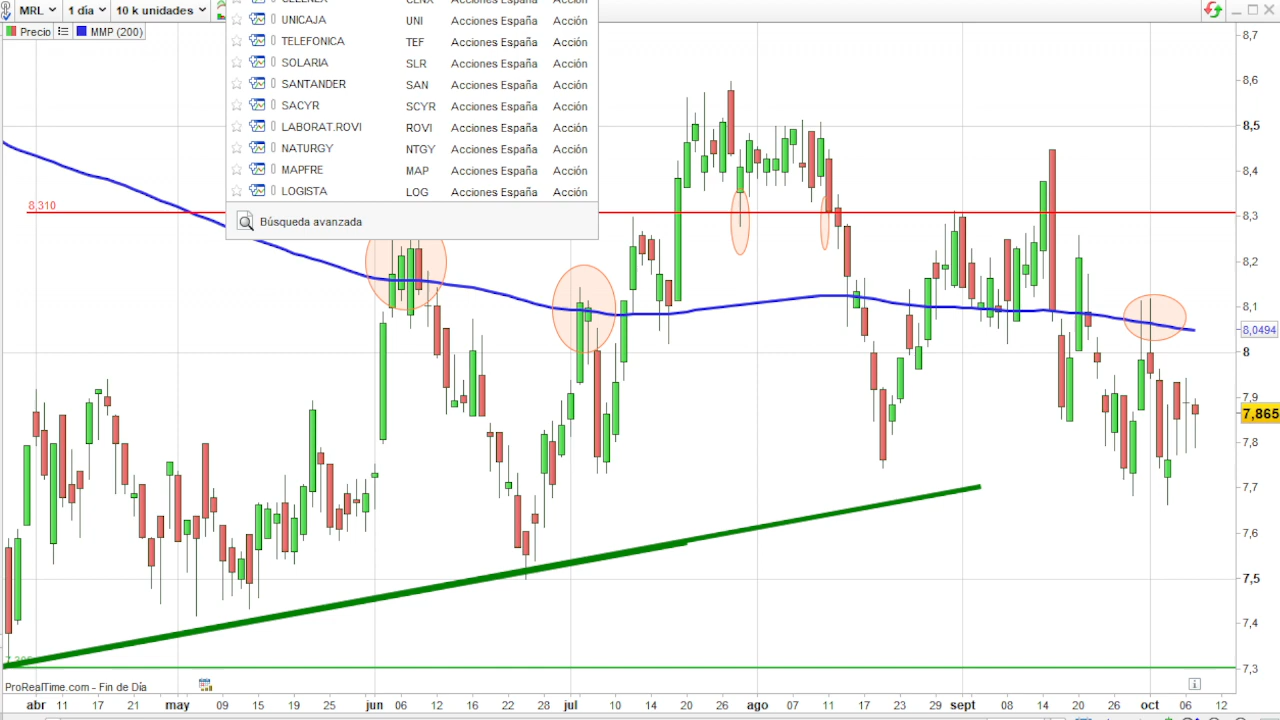 MRL 1 día 10 k unidades
Precio MMP (200)
UNICAJA UNI Acciones España Acción
TELEFONICA TEF Acciones España Acción
SOLARIA SLR Acciones España Acción
SANTANDER SAN Acciones España Acción
SACYR SCYR Acciones España Acción
LABORAT.ROVI ROVI Acciones España Acción
NATURGY NTGY Acciones España Acción
MAPFRE MAP Acciones España Acción
LOGISTA LOG Acciones España Acción
Búsqueda avanzada
8,310
8,7
8,6
8,5
8,4
8,3
8,2
8,1
8,0494
8
7,9
7,865
7,8
7,7
7,6
7,5
7,4
7,3
ProRealTime.com - Fin de Día
abr 11 17 21 may 09 15 19 25 jun 06 10 16 22 28 jul 08 14 20 26 ago 07 11 17 23 29 sept 08 14 20 26 oct 06 12